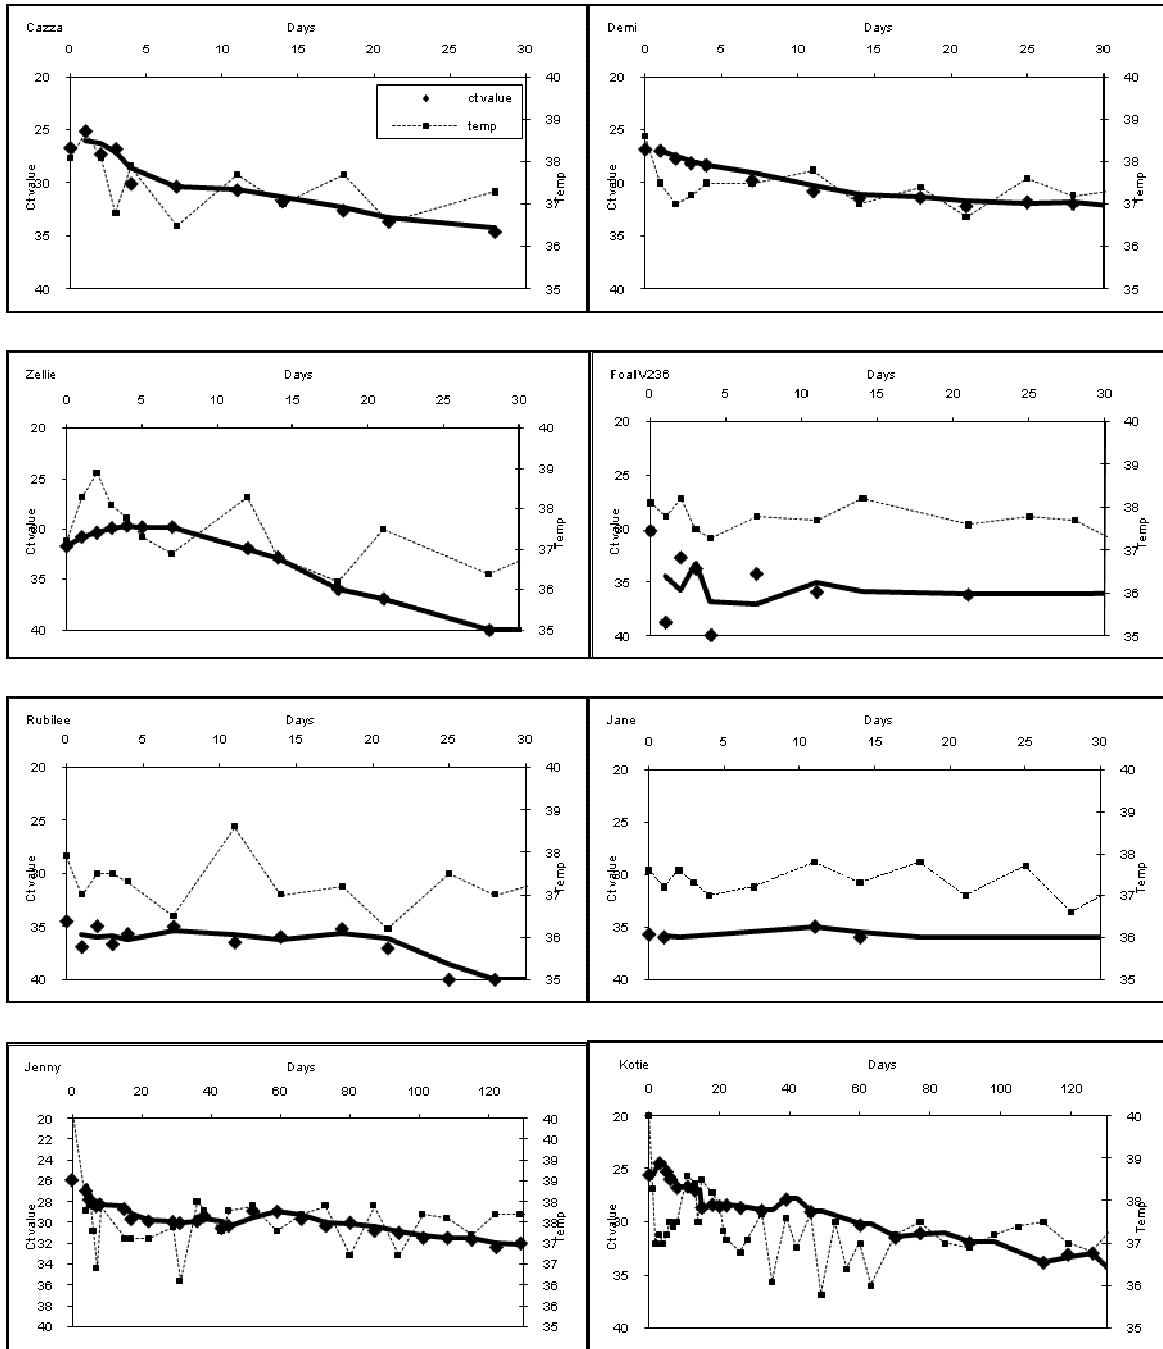 Cazza Days
0 5 10 15 20 25 30
20 40
25 39
30 38
35 37
40 36
35
Ct value
Temp
ct value
temp
Demi Days
0 5 10 15 20 25 30
20 40
25 39
30 38
35 37
40 36
35
Ct value
Temp
Zellie Days
0 5 10 15 20 25 30
20 40
25 39
30 38
35 37
40 36
35
Ct value
Temp
Foal V236 Days
0 5 10 15 20 25 30
20 40
25 39
30 38
35 37
40 36
35
Ct value
Temp
Rubilee Days
0 5 10 15 20 25 30
20 40
25 39
30 38
35 37
40 36
35
Ct value
Temp
Jane Days
0 5 10 15 20 25 30
20 40
25 39
30 38
35 37
40 36
35
Ct value
Temp
Jenny Days
0 20 40 60 80 100 120
20 40
22 40
24 39
26 39
28 38
30 38
32 37
34 37
36 36
38 36
40 35
Ct value
Temp
Kotie Days
0 20 40 60 80 100 120
20 40
25 39
30 38
35 37
40 36
35
Ct value
Temp